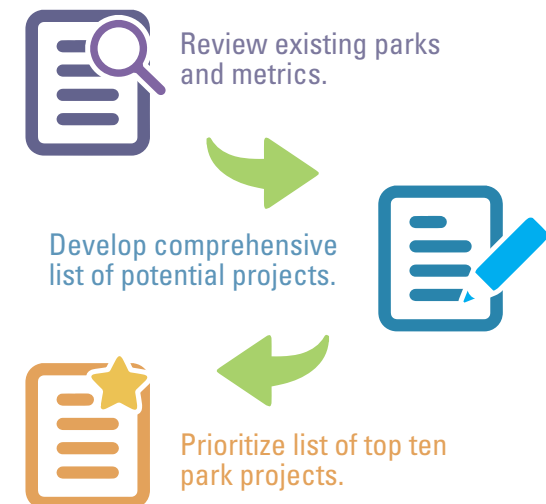 Review existing parks
and metrics.
Develop comprehensive
list of potential projects.
Prioritize list of top ten
park projects.